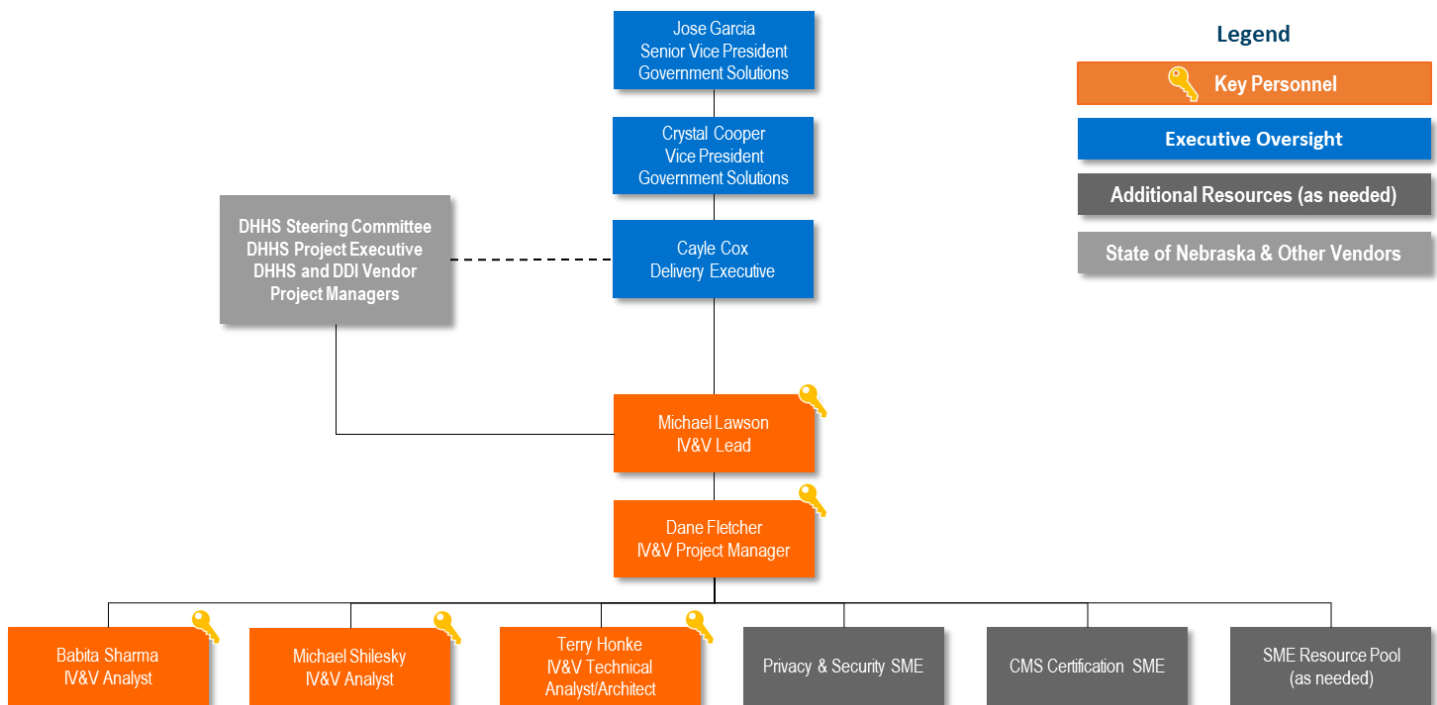 Jose Garcia
Senior Vice President
Government Solutions
Legend
Key Personnel
Crystal Cooper
Vice President
Government Solutions
Executive Oversight
Additional Resources (as needed)
DHHS Steering Committee
DHHS Project Executive
DHHS and DDI Vendor
Project Managers
Cayle Cox
Delivery Executive
State of Nebraska & Other Vendors
Michael Lawson
IV&V Lead
Dane Fletcher
IV&V Project Manager
Babita Sharma
IV&V Analyst
Michael Shilesky
IV&V Analyst
Terry Honke
IV&V Technical
Analyst/Architect
Privacy & Security SME
CMS Certification SME
SME Resource Pool
(as needed)